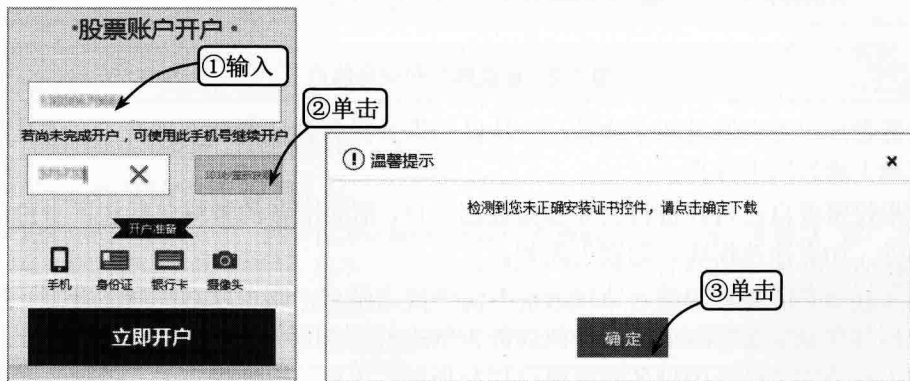 ·股票账户开户·
①输入
②单击
若尚未完成开户，可使用此手机号继续开户
开户准备
手机 身份证 银行卡 摄像头
立即开户
! 温馨提示 ×
检测到您未正确安装证书控件，请点击确定下载
③单击
确定